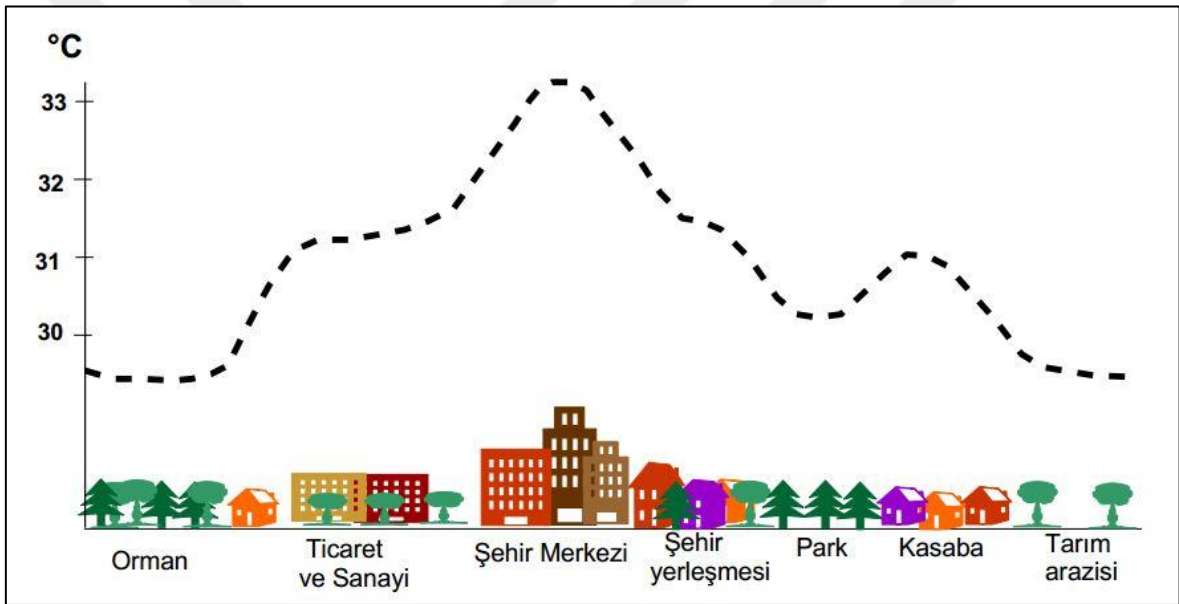 °C
33
32
31
30
Orman
Ticaret
ve Sanayi
Şehir Merkezi
Şehir
yerleşmesi
Park
Kasaba
Tarım
arazisi